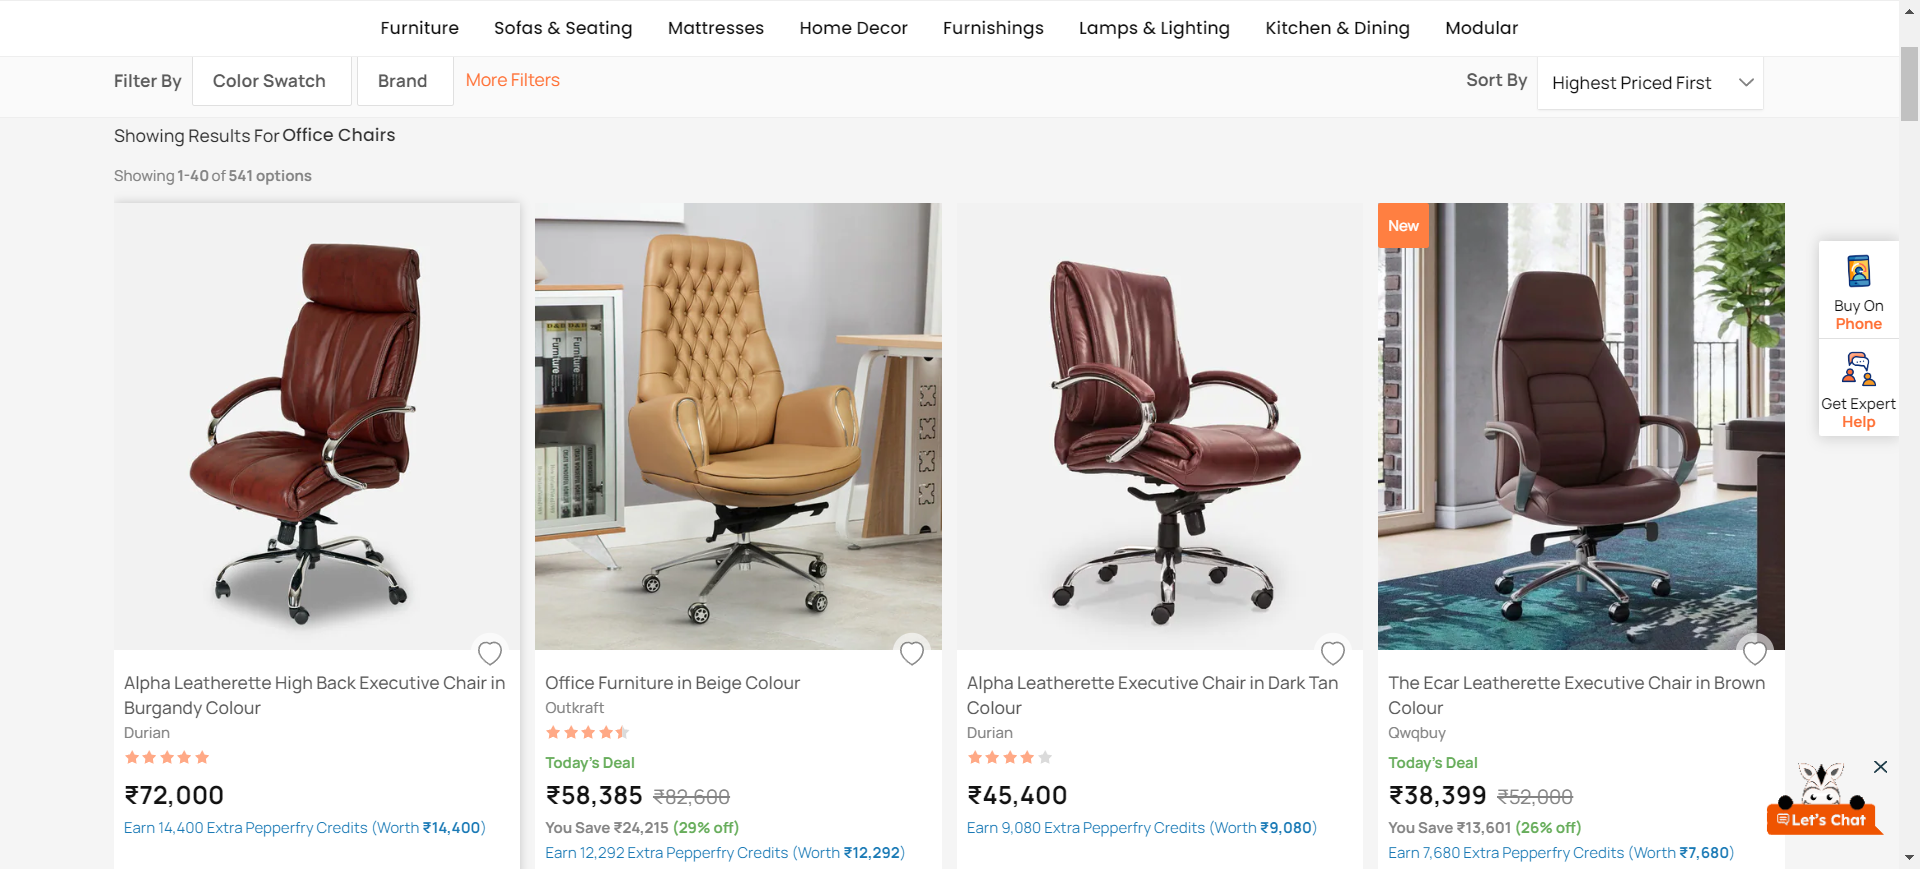 Furniture Sofas & Seating Mattresses Home Decor Furnishings Lamps & Lighting Kitchen & Dining Modular
Filter By Color Swatch Brand More Filters Sort By Highest Priced First
Showing Results For Office Chairs
Showing 1-40 of 541 options
New
Furniture
Furniture
Buy On
Phone
Get Expert
Help
Alpha Leatherette High Back Executive Chair in
Burgandy Colour
Durian
₹72,000
Earn 14,400 Extra Pepperfry Credits (Worth ₹14,400)
Office Furniture in Beige Colour
Outkraft
Today's Deal
₹58,385 ₹82,600
You Save ₹24,215 (29% off)
Earn 12,292 Extra Pepperfry Credits (Worth ₹12,292)
Alpha Leatherette Executive Chair in Dark Tan
Colour
Durian
₹45,400
Earn 9,080 Extra Pepperfry Credits (Worth ₹9,080)
The Ecar Leatherette Executive Chair in Brown
Colour
Qwqbuy
Today's Deal
₹38,399 ₹52,000
You Save ₹13,601 (26% off)
Earn 7,680 Extra Pepperfry Credits (Worth ₹7,680)
Let's Chat